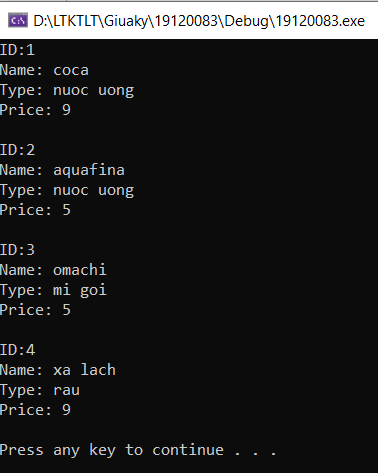 D:\LTKTLT\Giuaky\19120083\Debug\19120083.exe
ID:1
Name: coca
Type: nuoc uong
Price: 9
ID:2
Name: aquafina
Type: nuoc uong
Price: 5
ID:3
Name: omachi
Type: mi goi
Price: 5
ID:4
Name: xa lach
Type: rau
Price: 9
Press any key to continue . . .